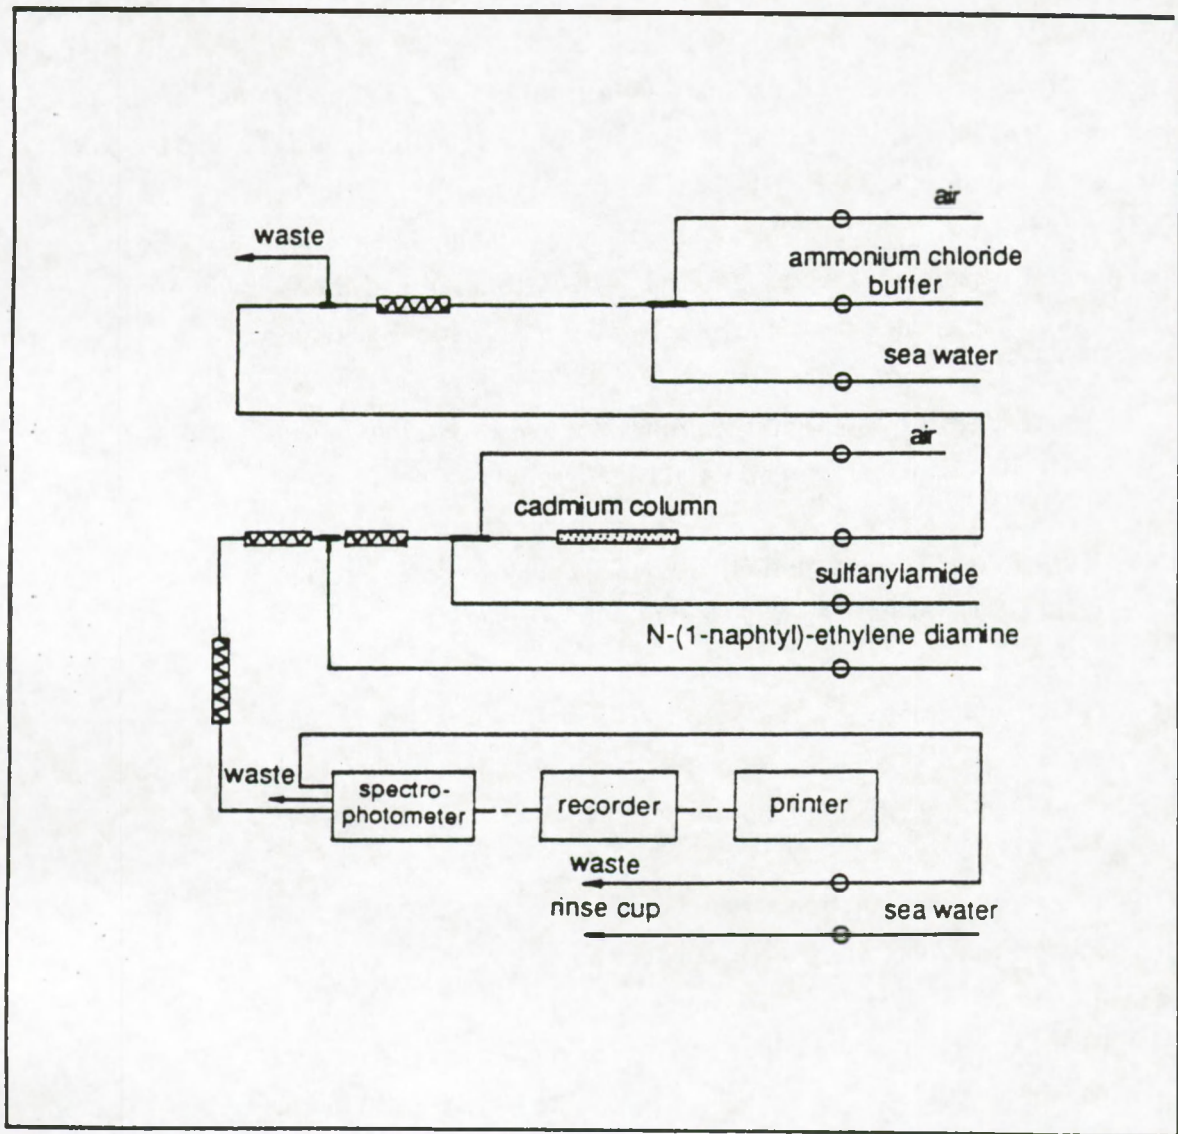 air
waste
ammonium chloride
buffer
sea water
air
cadmium column
sulfanylamide
N-(1-naphtyl)-ethylene diamine
waste
spectro-
photometer
recorder
printer
waste
rinse cup
sea water